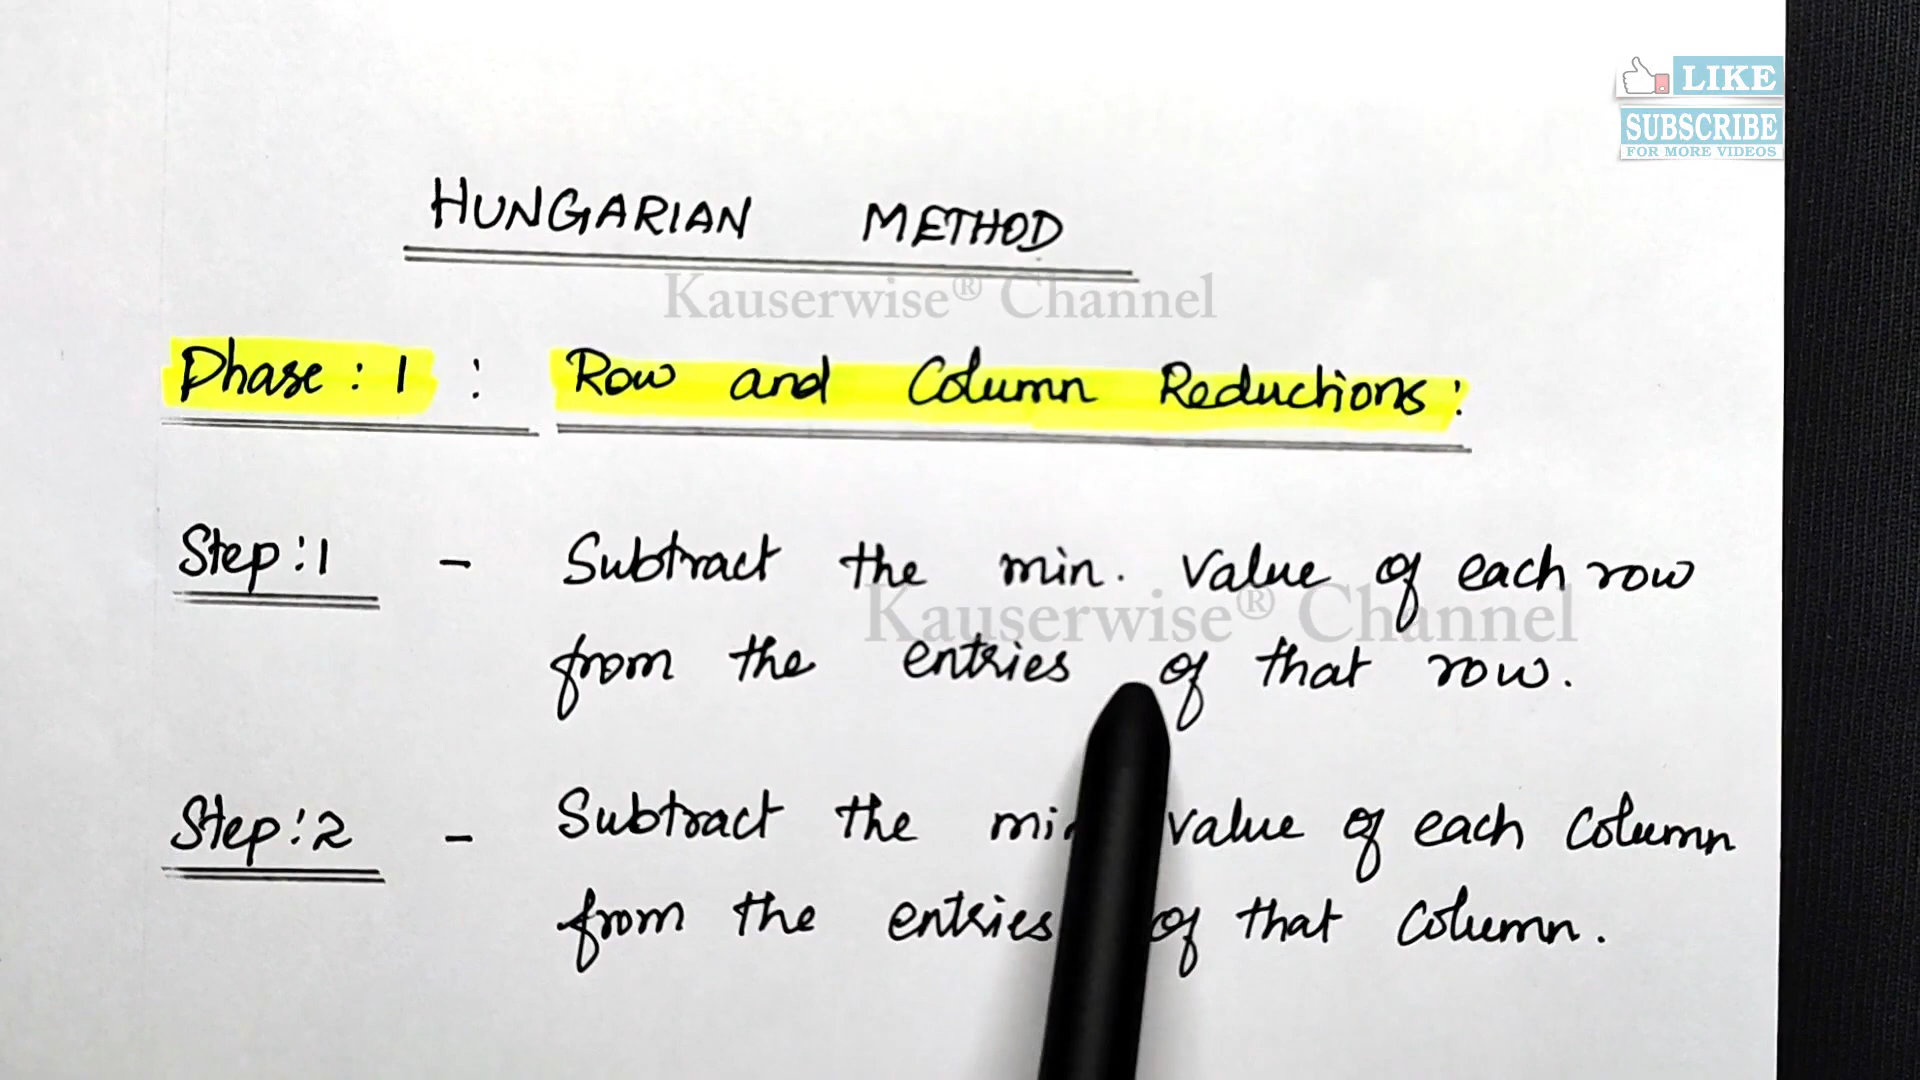 LIKE
SUBSCRIBE
FOR MORE VIDEOS
HUNGARIAN METHOD
Kauserwise® Channel
Phase : 1 : Row and Column Reductions:
Step:1 - Subtract the min. value of each row
Kauserwise® Channel
from the entries of that row.
Step:2 - Subtract the value of each column
from the entries of that column.